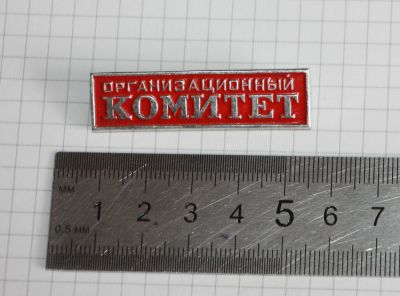 ОРГАНИЗАЦИОННЫЙ
КОМИТЕТ
мм
1 2 3 4 5 6 7
0.5 мм